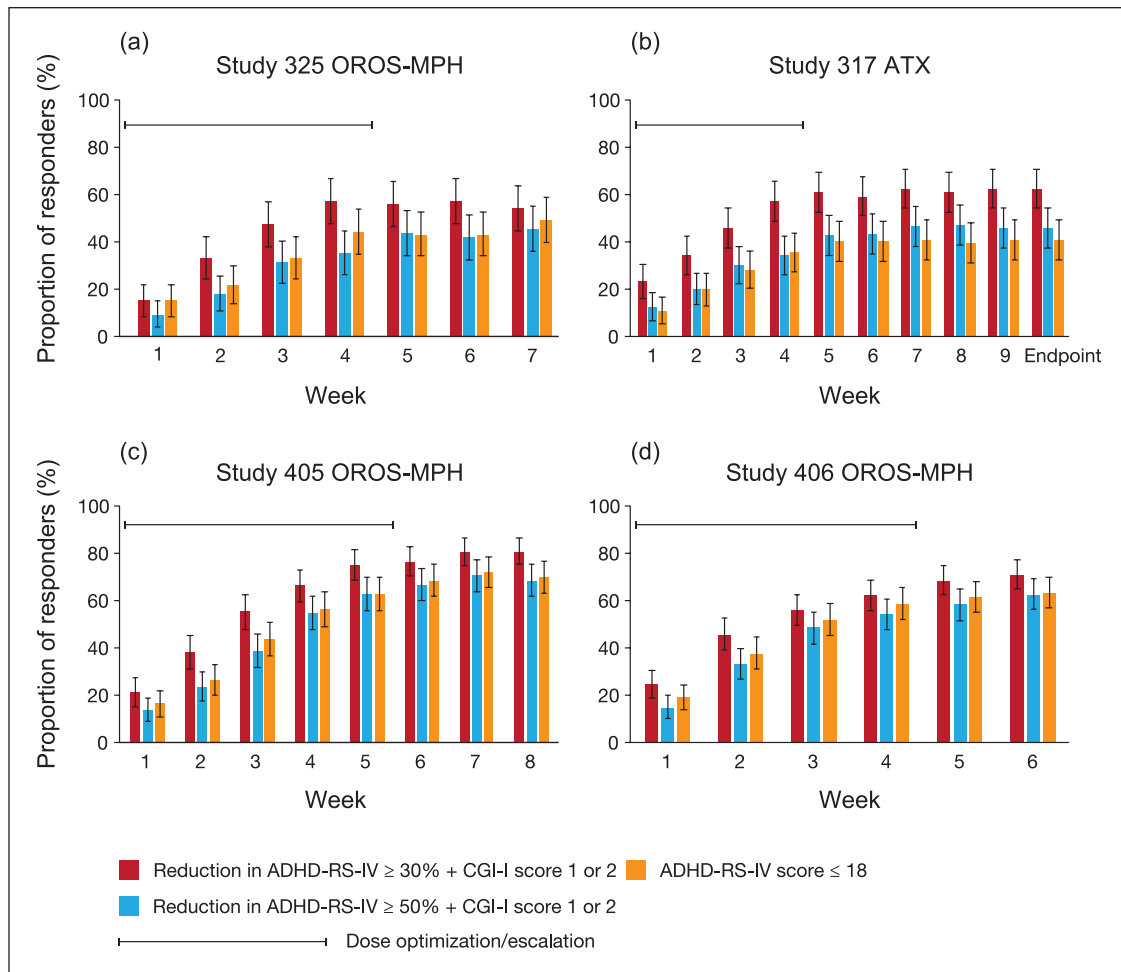 (a)
Study 325 OROS-MPH
Proportion of responders (%)
100
80
60
40
20
0
1 2 3 4 5 6 7
Week
(b)
Study 317 ATX
100
80
60
40
20
0
1 2 3 4 5 6 7 8 9 Endpoint
Week
(c)
Study 405 OROS-MPH
Proportion of responders (%)
100
80
60
40
20
0
1 2 3 4 5 6 7 8
Week
(d)
Study 406 OROS-MPH
100
80
60
40
20
0
1 2 3 4 5 6
Week
Reduction in ADHD-RS-IV ≥ 30% + CGI-I score 1 or 2
ADHD-RS-IV score ≤ 18
Reduction in ADHD-RS-IV ≥ 50% + CGI-I score 1 or 2
Dose optimization/escalation